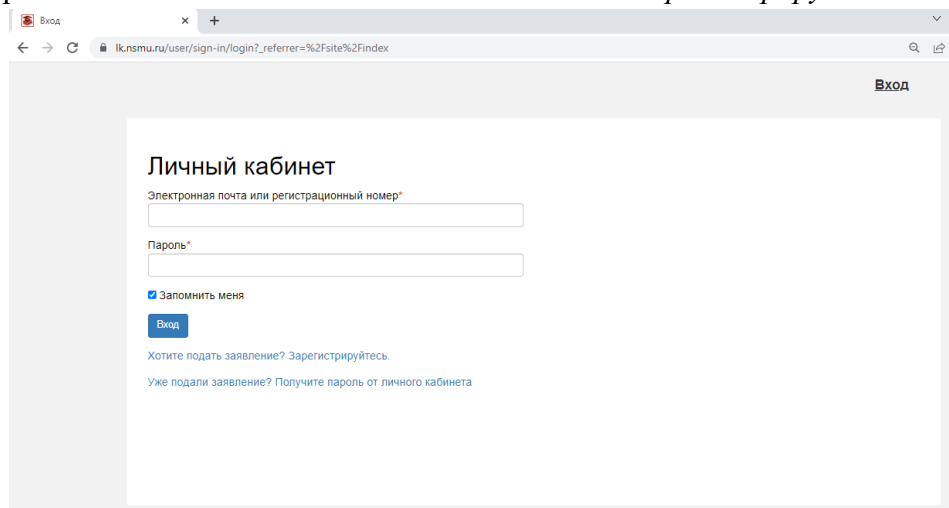 Вход
lk.nsmu.ru/user/sign-in/login?_referrer=%2Fsite%2Findex
Вход
Личный кабинет
Электронная почта или регистрационный номер*
Пароль*
Запомнить меня
Вход
Хотите подать заявление? Зарегистрируйтесь.
Уже подали заявление? Получите пароль от личного кабинета